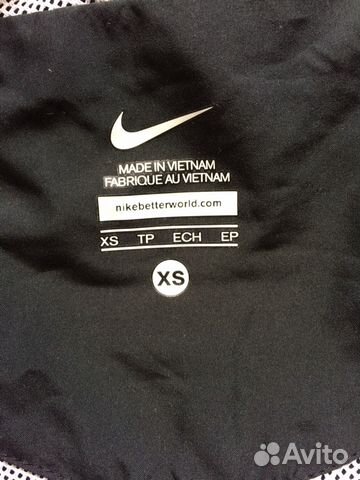 MADE IN VIETNAM
FABRIQUE AU VIETNAM
nikebetterworld.com
XS TP ECH EP
XS
Avito